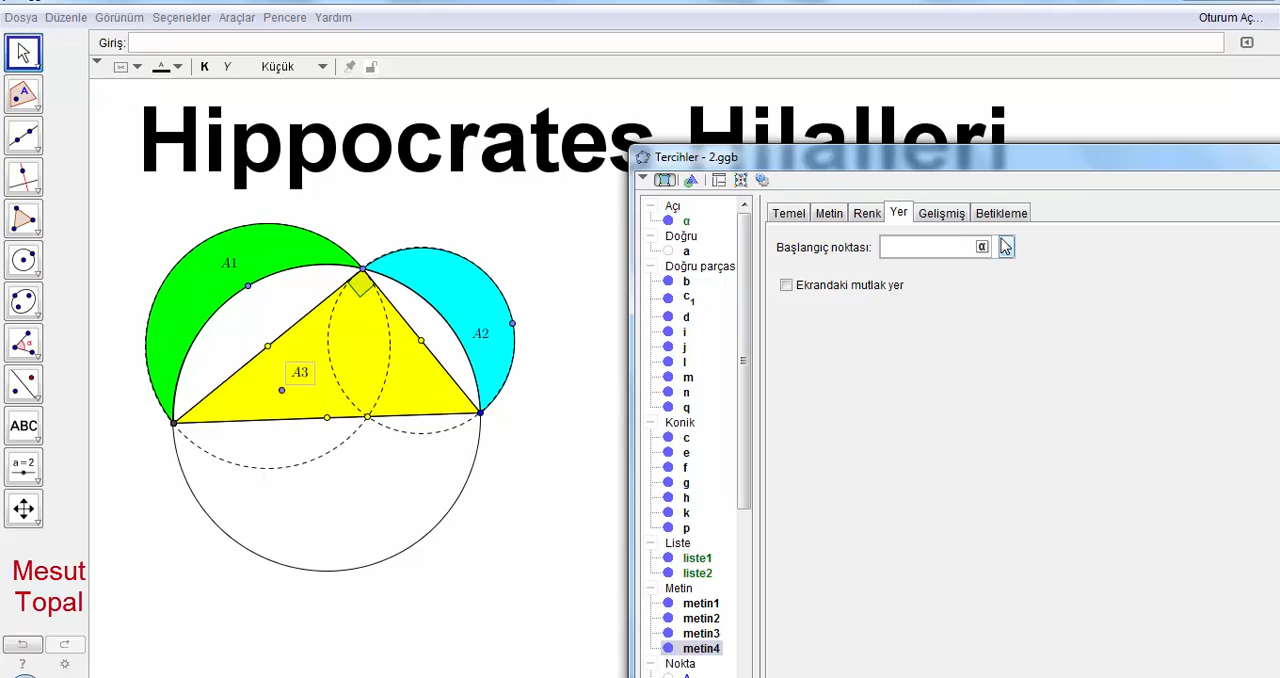 Dosya Düzenle Görünüm Seçenekler Araçlar Pencere Yardım Oturum Aç...
Giriş:
A K Y Küçük
Hippocrates Hilalleri
Tercihler - 2.ggb
Açı
α
Doğru
a
Doğru parças
b
c1
d
i
j
l
m
n
q
Konik
c
e
f
g
h
k
p
Liste
liste1
liste2
Metin
metin1
metin2
metin3
metin4
Nokta
Temel Metin Renk Yer Gelişmiş Betikleme
Başlangıç noktası: α
Ekrandaki mutlak yer
A1
A2
A3
A
α
ABC
a=2
Mesut
Topal
?